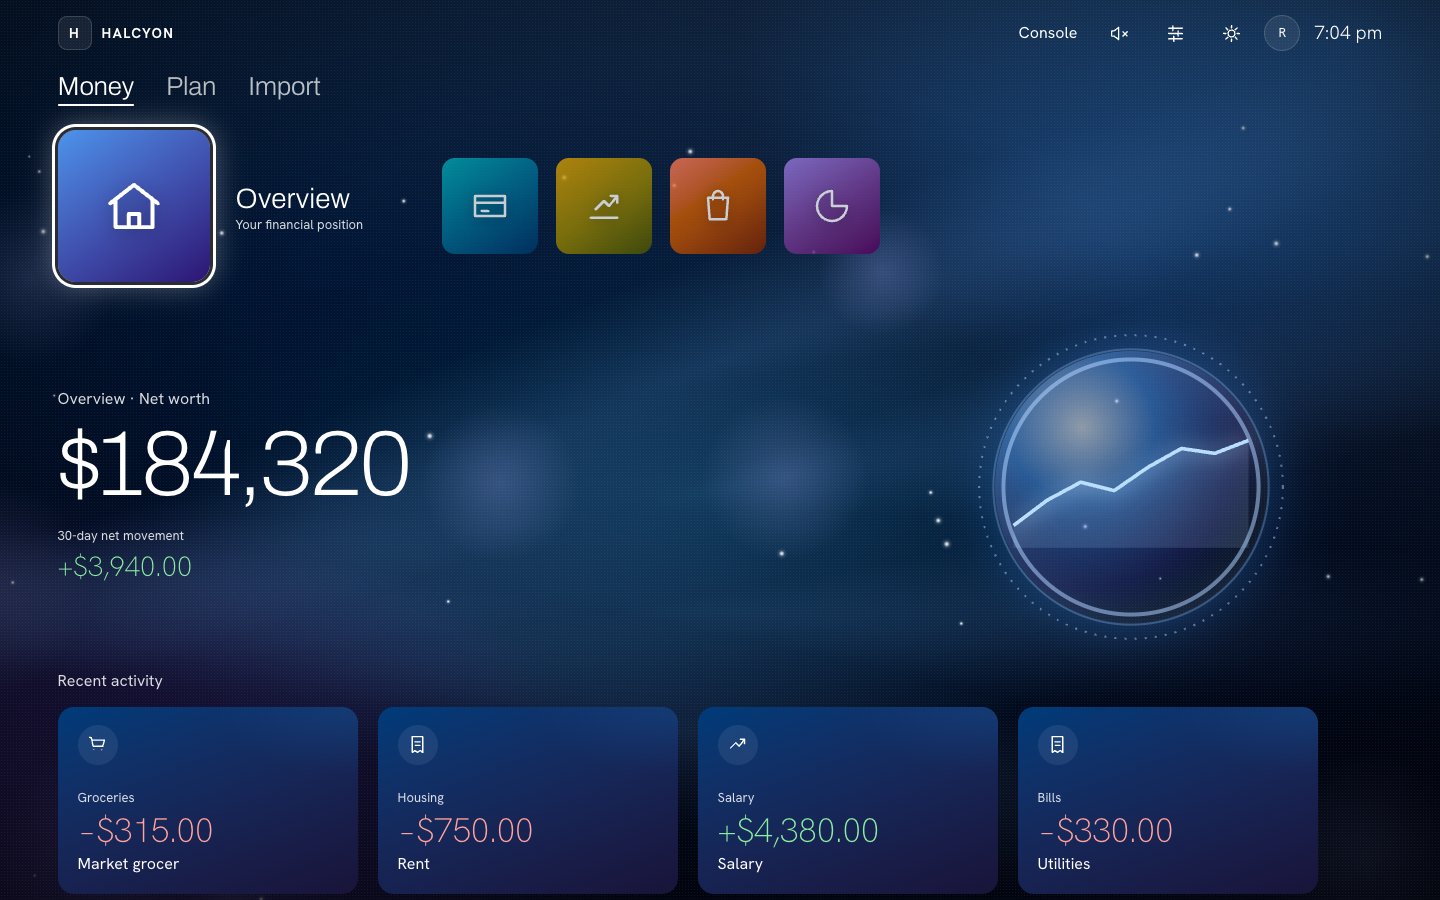 H HALCYON
Console
R
7:04 pm
Money Plan Import
Overview
Your financial position
Overview · Net worth
$184,320
30-day net movement
+$3,940.00
Recent activity
Groceries
−$315.00
Market grocer
Housing
−$750.00
Rent
Salary
+$4,380.00
Salary
Bills
−$330.00
Utilities